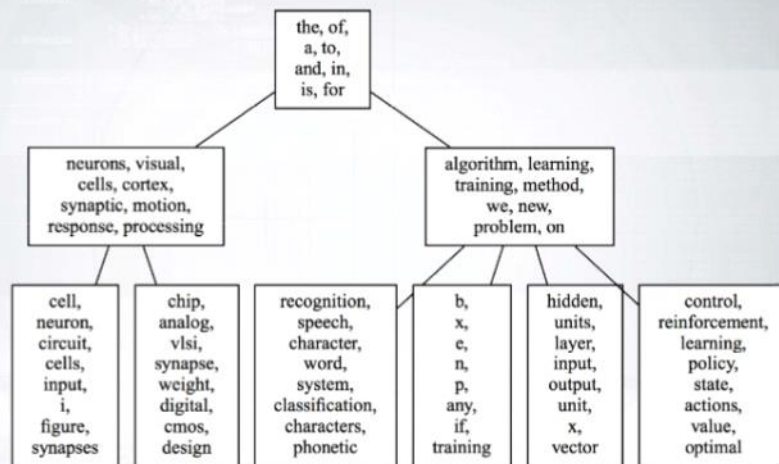 the, of,
a, to,
and, in,
is, for
neurons, visual,
cells, cortex,
synaptic, motion,
response, processing
algorithm, learning,
training, method,
we, new,
problem, on
cell,
neuron,
circuit,
cells,
input,
i,
figure,
synapses
chip,
analog,
vlsi,
synapse,
weight,
digital,
cmos,
design
recognition,
speech,
character,
word,
system,
classification,
characters,
phonetic
b,
x,
e,
n,
p,
any,
if,
training
hidden,
units,
layer,
input,
output,
unit,
x,
vector
control,
reinforcement,
learning,
policy,
state,
actions,
value,
optimal